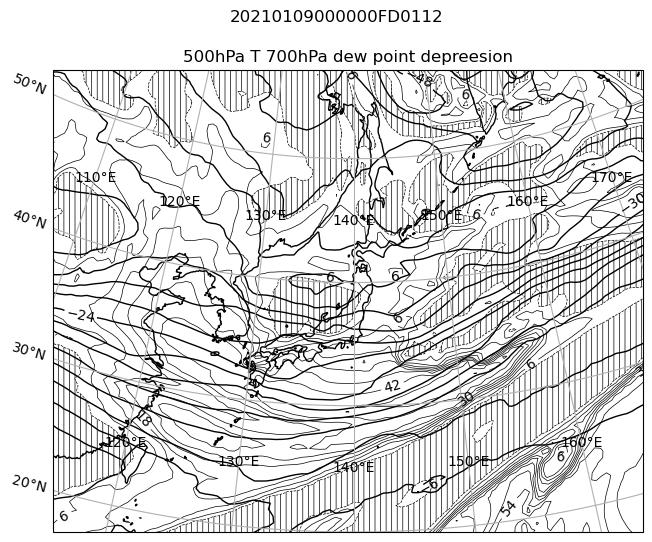 20210109000000FD0112
500hPa T 700hPa dew point depreesion
50°N
-48
6
6
110°E
170°E
120°E
160°E
30
130°E
150°E
6
140°E
40°N
6
6
6
-24
6
30°N
6
42
30
18
120°E
160°E
130°E
150°E
6
140°E
20°N
6
54
6